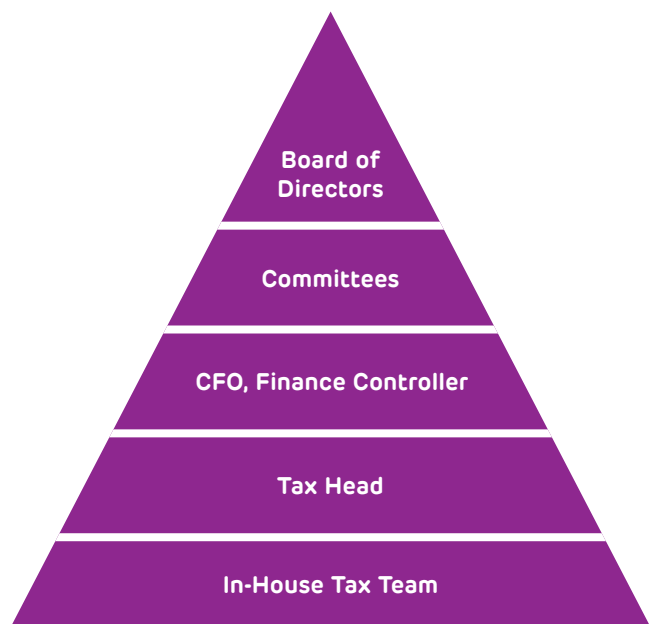 Board of
Directors
Committees
CFO, Finance Controller
Tax Head
In-House Tax Team